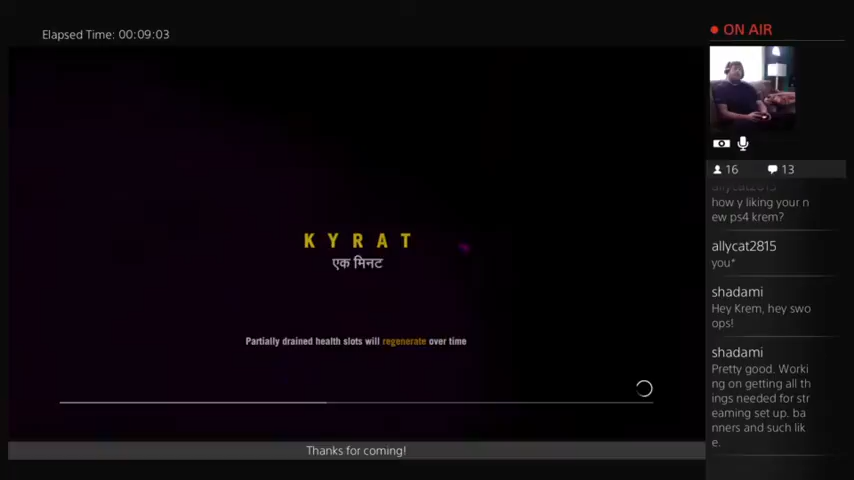 Elapsed Time: 00:09:03
ON AIR
16
13
how y liking your n
ew ps4 krem?
allycat2815
you*
shadami
Hey Krem, hey swo
ops!
shadami
Pretty good. Worki
ng on getting all th
ings needed for str
eaming set up. ba
nners and such lik
e.
KYRAT
एक मिनट
Partially drained health slots will regenerate over time
Thanks for coming!